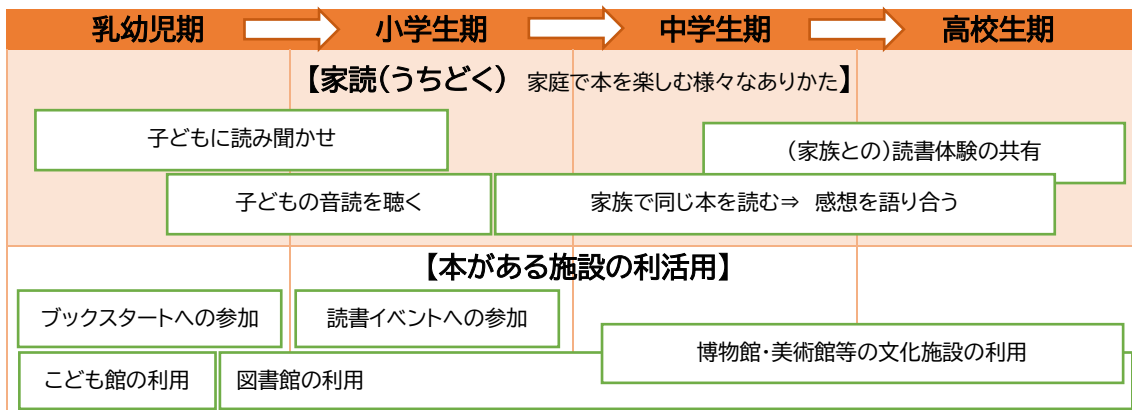 乳幼児期 小学生期 中学生期 高校生期
【家読(うちどく) 家庭で本を楽しむ様々なありかた】
子どもに読み聞かせ
(家族との)読書体験の共有
子どもの音読を聴く
家族で同じ本を読む⇒ 感想を語り合う
【本がある施設の利活用】
ブックスタートへの参加
読書イベントへの参加
博物館・美術館等の文化施設の利用
こども館の利用
図書館の利用